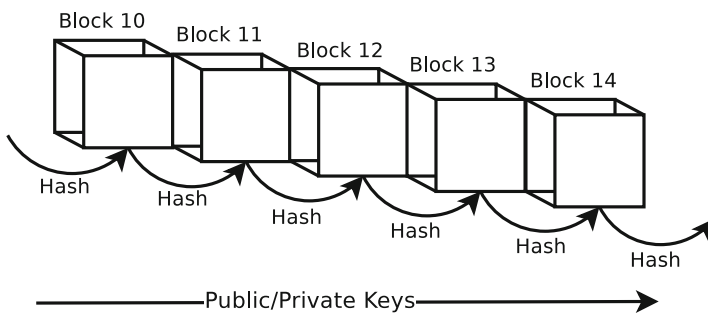 Block 10
Block 11
Block 12
Block 13
Block 14
Hash
Hash
Hash
Hash
Hash
Hash
Public/Private Keys